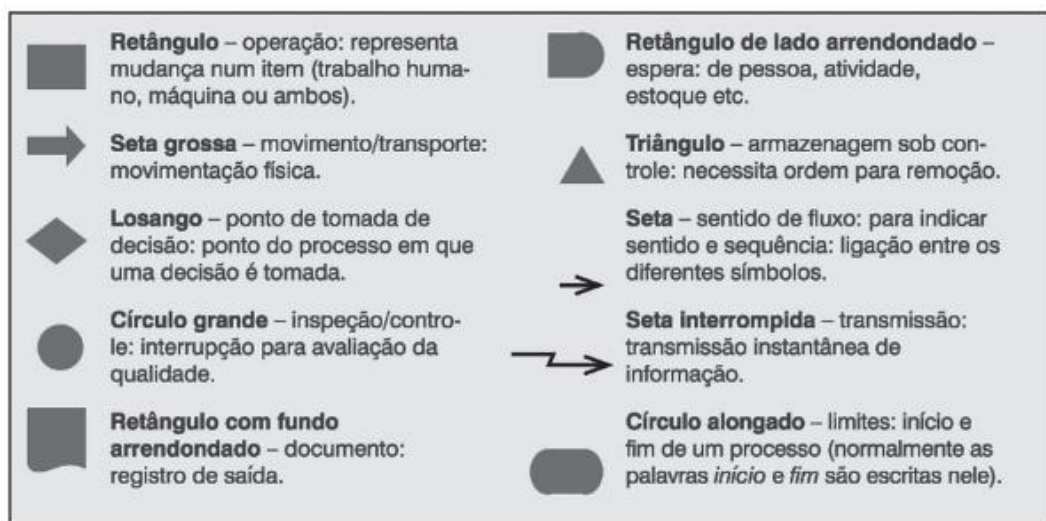 Retângulo – operação: representa
mudança num item (trabalho huma-
no, máquina ou ambos).
Seta grossa – movimento/transporte:
movimentação física.
Losango – ponto de tomada de
decisão: ponto do processo em que
uma decisão é tomada.
Círculo grande – inspeção/contro-
le: interrupção para avaliação da
qualidade.
Retângulo com fundo
arrendondado – documento:
registro de saída.
Retângulo de lado arrendondado –
espera: de pessoa, atividade,
estoque etc.
Triângulo – armazenagem sob con-
trole: necessita ordem para remoção.
Seta – sentido de fluxo: para indicar
sentido e sequência: ligação entre os
diferentes símbolos.
Seta interrompida – transmissão:
transmissão instantânea de
informação.
Círculo alongado – limites: início e
fim de um processo (normalmente as
palavras início e fim são escritas nele).